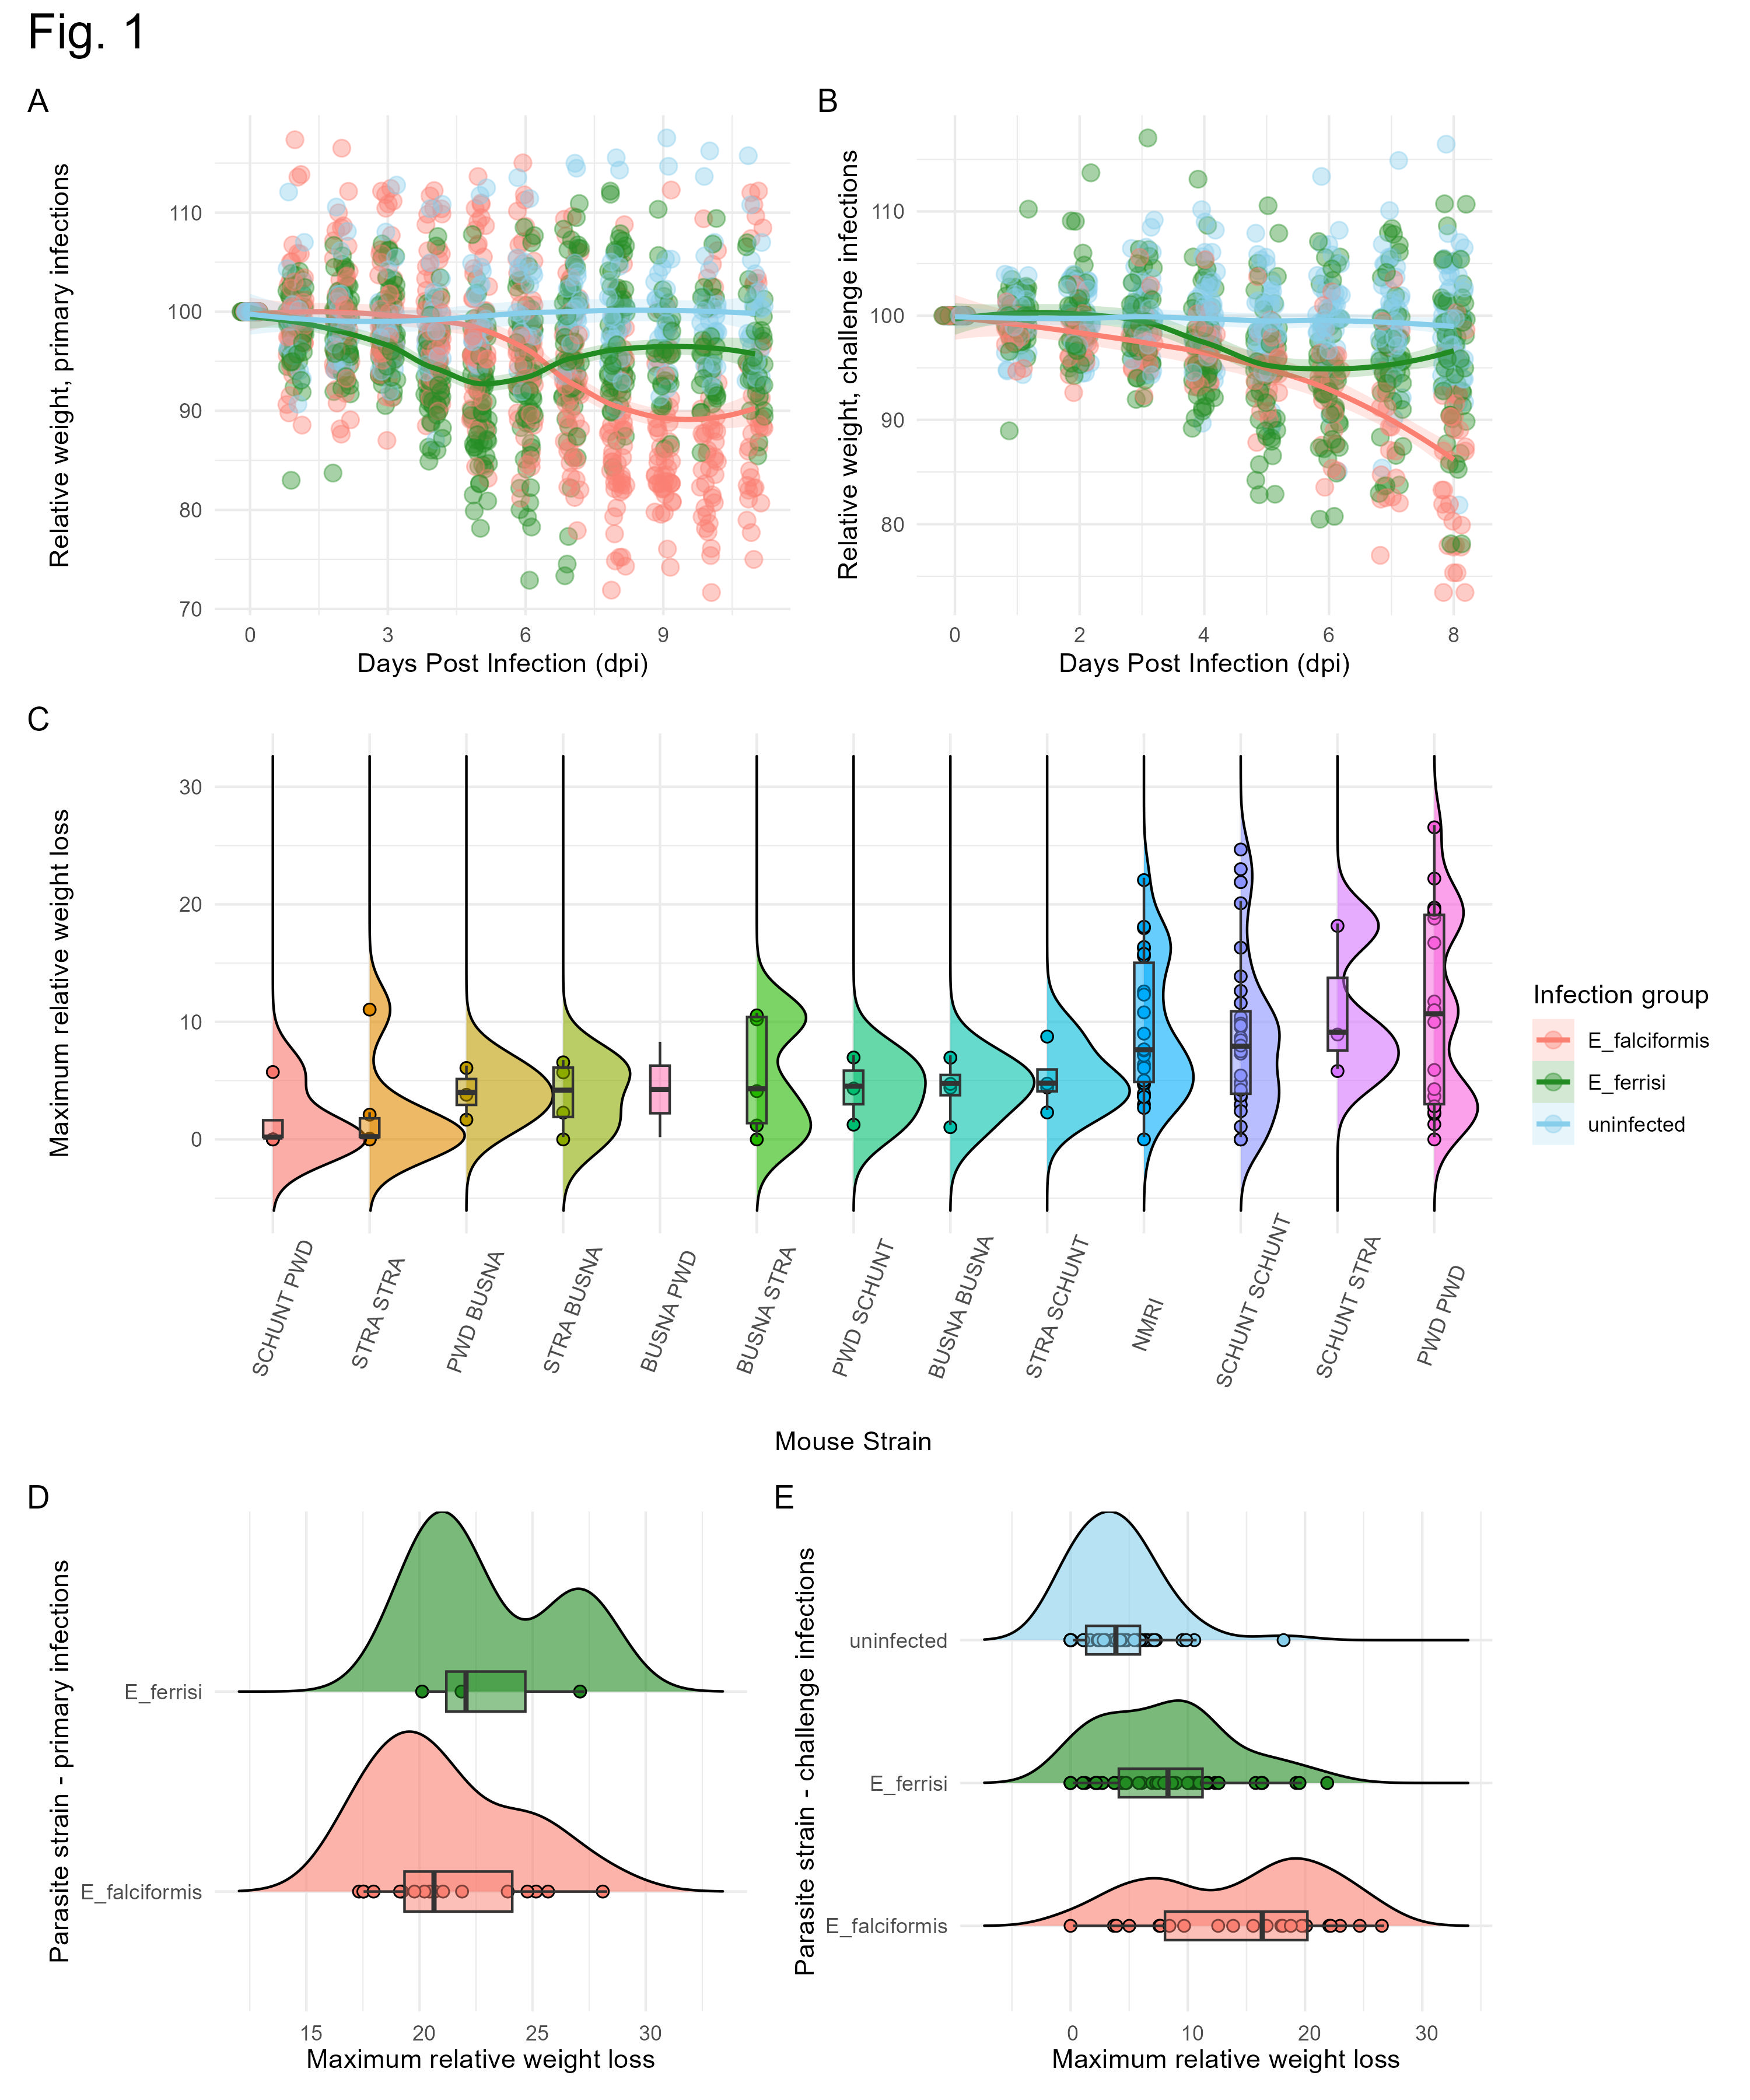 Fig. 1
A
B
Relative weight, primary infections
110
100
90
80
70
0
3
6
9
Days Post Infection (dpi)
Relative weight, challenge infections
110
100
90
80
0
2
4
6
8
Days Post Infection (dpi)
C
Maximum relative weight loss
30
20
10
0
SCHUNT PWD
STRA STRA
PWD BUSNA
STRA BUSNA
BUSNA PWD
BUSNA STRA
PWD SCHUNT
BUSNA BUSNA
STRA SCHUNT
NMRI
SCHUNT SCHUNT
SCHUNT STRA
PWD PWD
Mouse Strain
Infection group
E_falciformis
E_ferrisi
uninfected
D
Parasite strain - primary infections
E_ferrisi
E_falciformis
15
20
25
30
Maximum relative weight loss
E
Parasite strain - challenge infections
uninfected
E_ferrisi
E_falciformis
0
10
20
30
Maximum relative weight loss